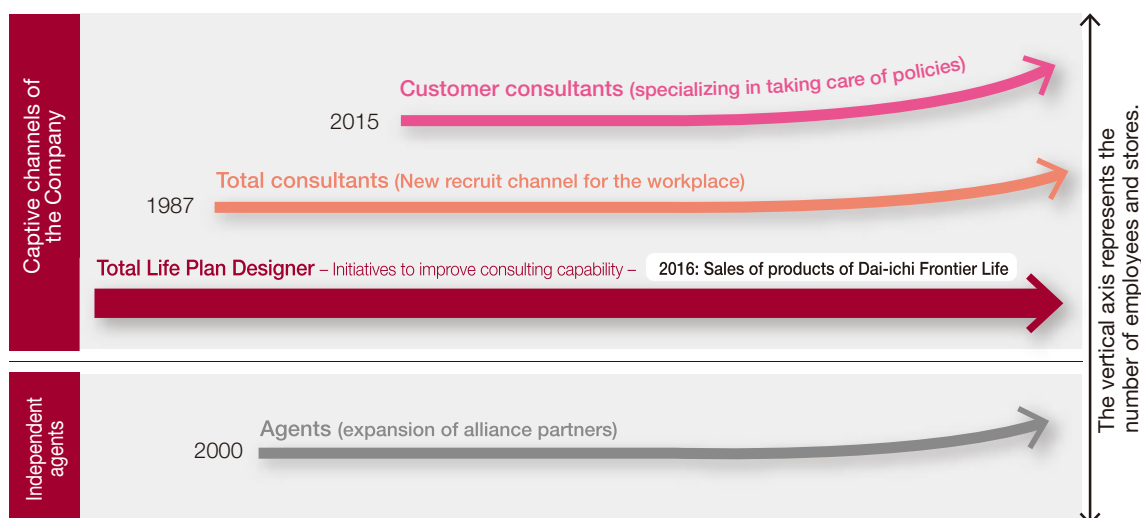 Captive channels of
the Company
Customer consultants (specializing in taking care of policies)
2015
Total consultants (New recruit channel for the workplace)
1987
Total Life Plan Designer – Initiatives to improve consulting capability –
2016: Sales of products of Dai-ichi Frontier Life
Independent
agents
Agents (expansion of alliance partners)
2000
The vertical axis represents the
number of employees and stores.